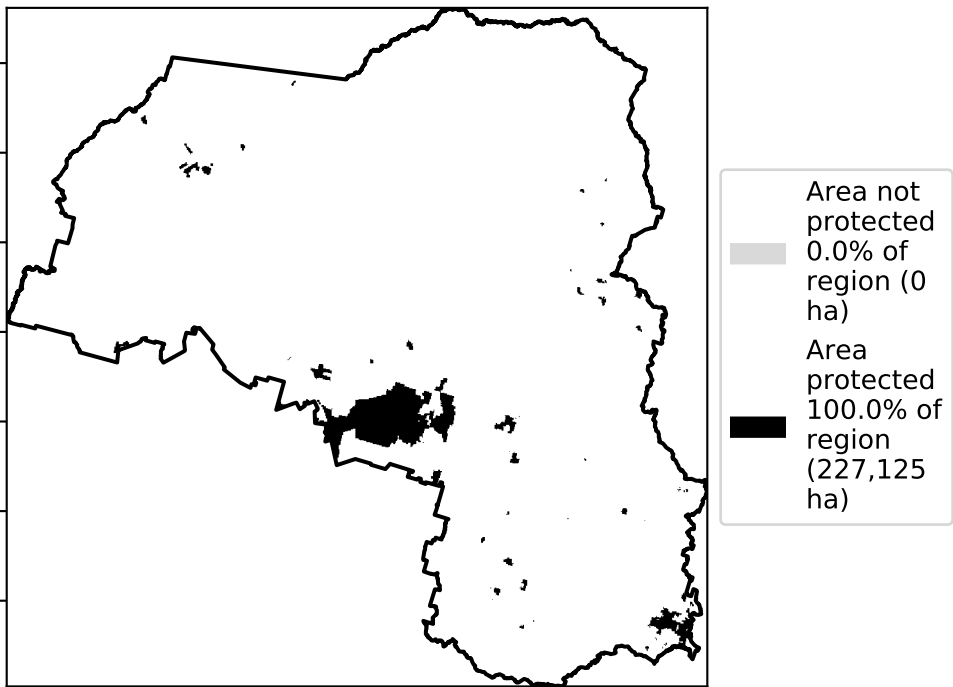 Area not
protected
0.0% of
region (0
ha)
Area
protected
100.0% of
region
(227,125
ha)